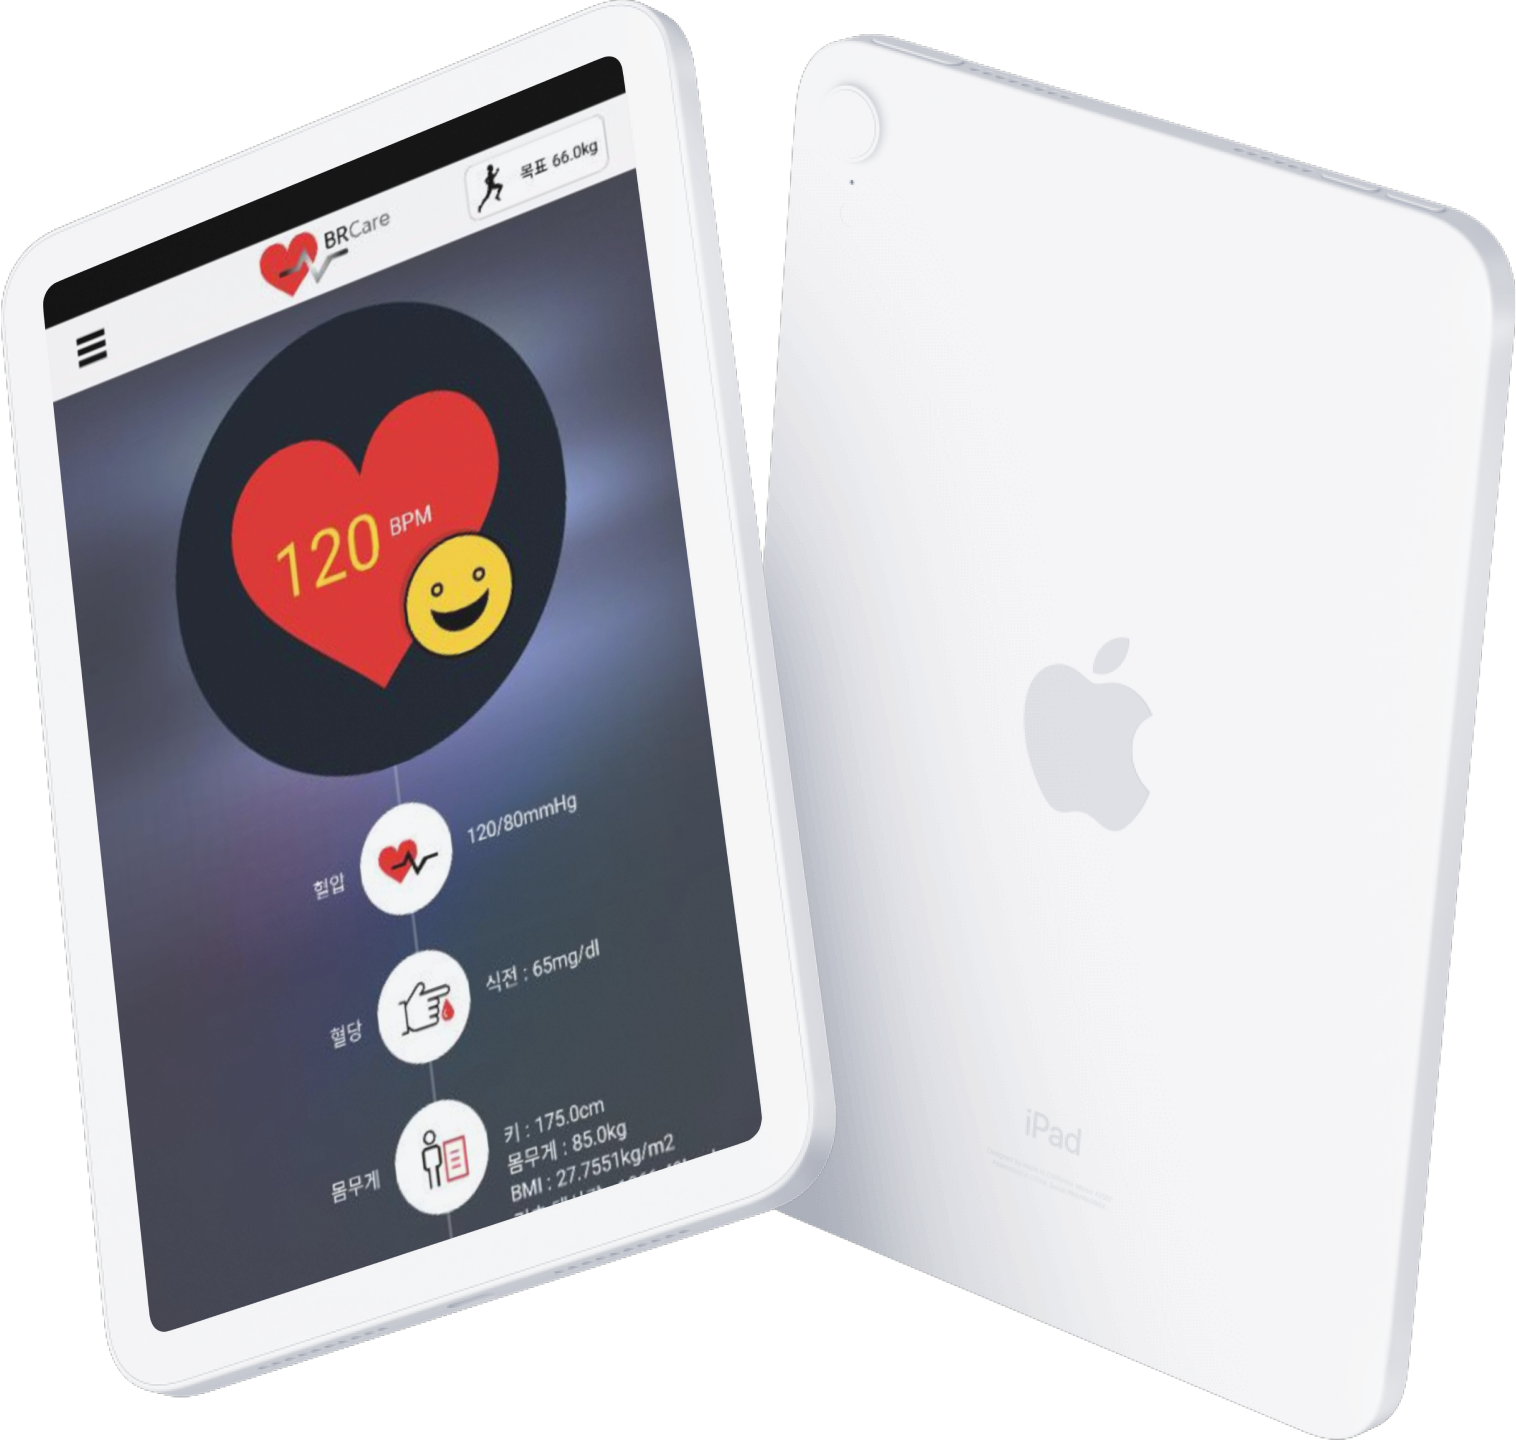 목표 66.0kg
BRCare
120 BPM
120/80mmHg
혈압
식전 : 65mg/dl
혈당
키 : 175.0cm
몸무게 : 85.0kg
BMI : 27.7551kg/m2
몸무게
iPad